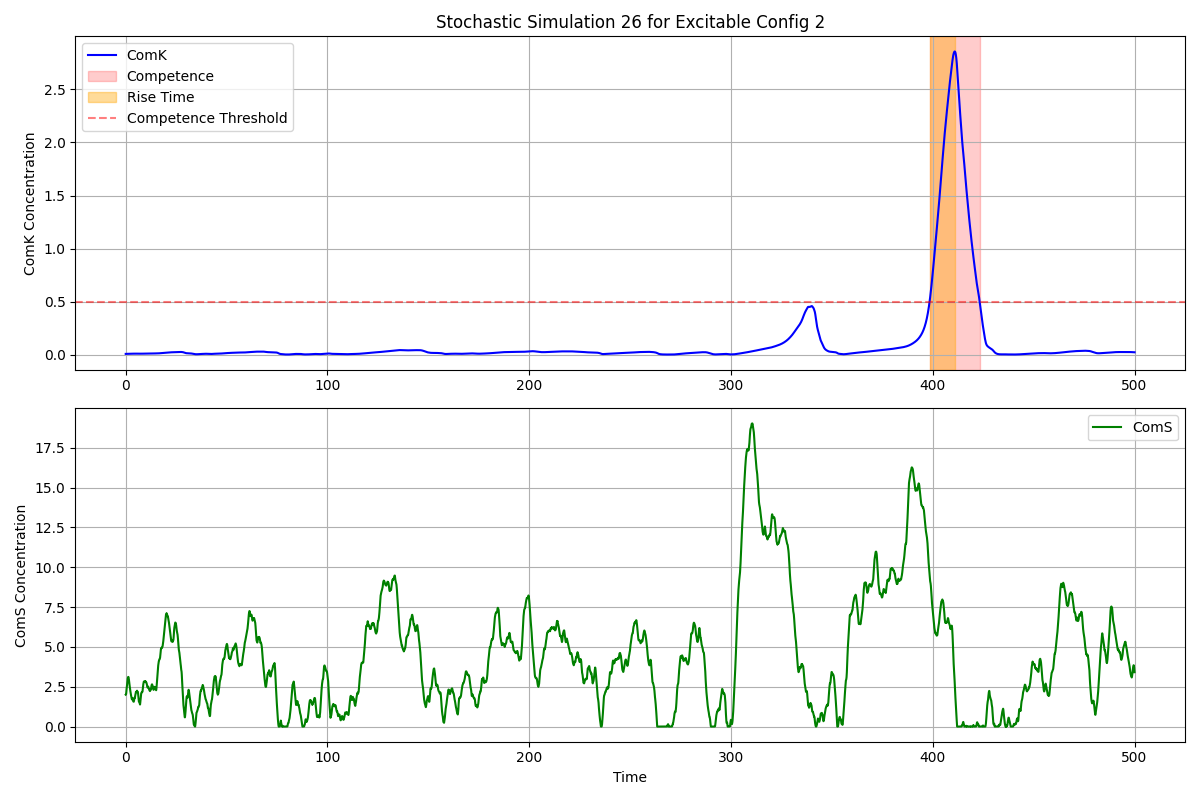 Stochastic Simulation 26 for Excitable Config 2
ComK
Competence
Rise Time
Competence Threshold
ComK Concentration
2.5
2.0
1.5
1.0
0.5
0.0
0 100 200 300 400 500
ComS
ComS Concentration
17.5
15.0
12.5
10.0
7.5
5.0
2.5
0.0
0 100 200 300 400 500
Time